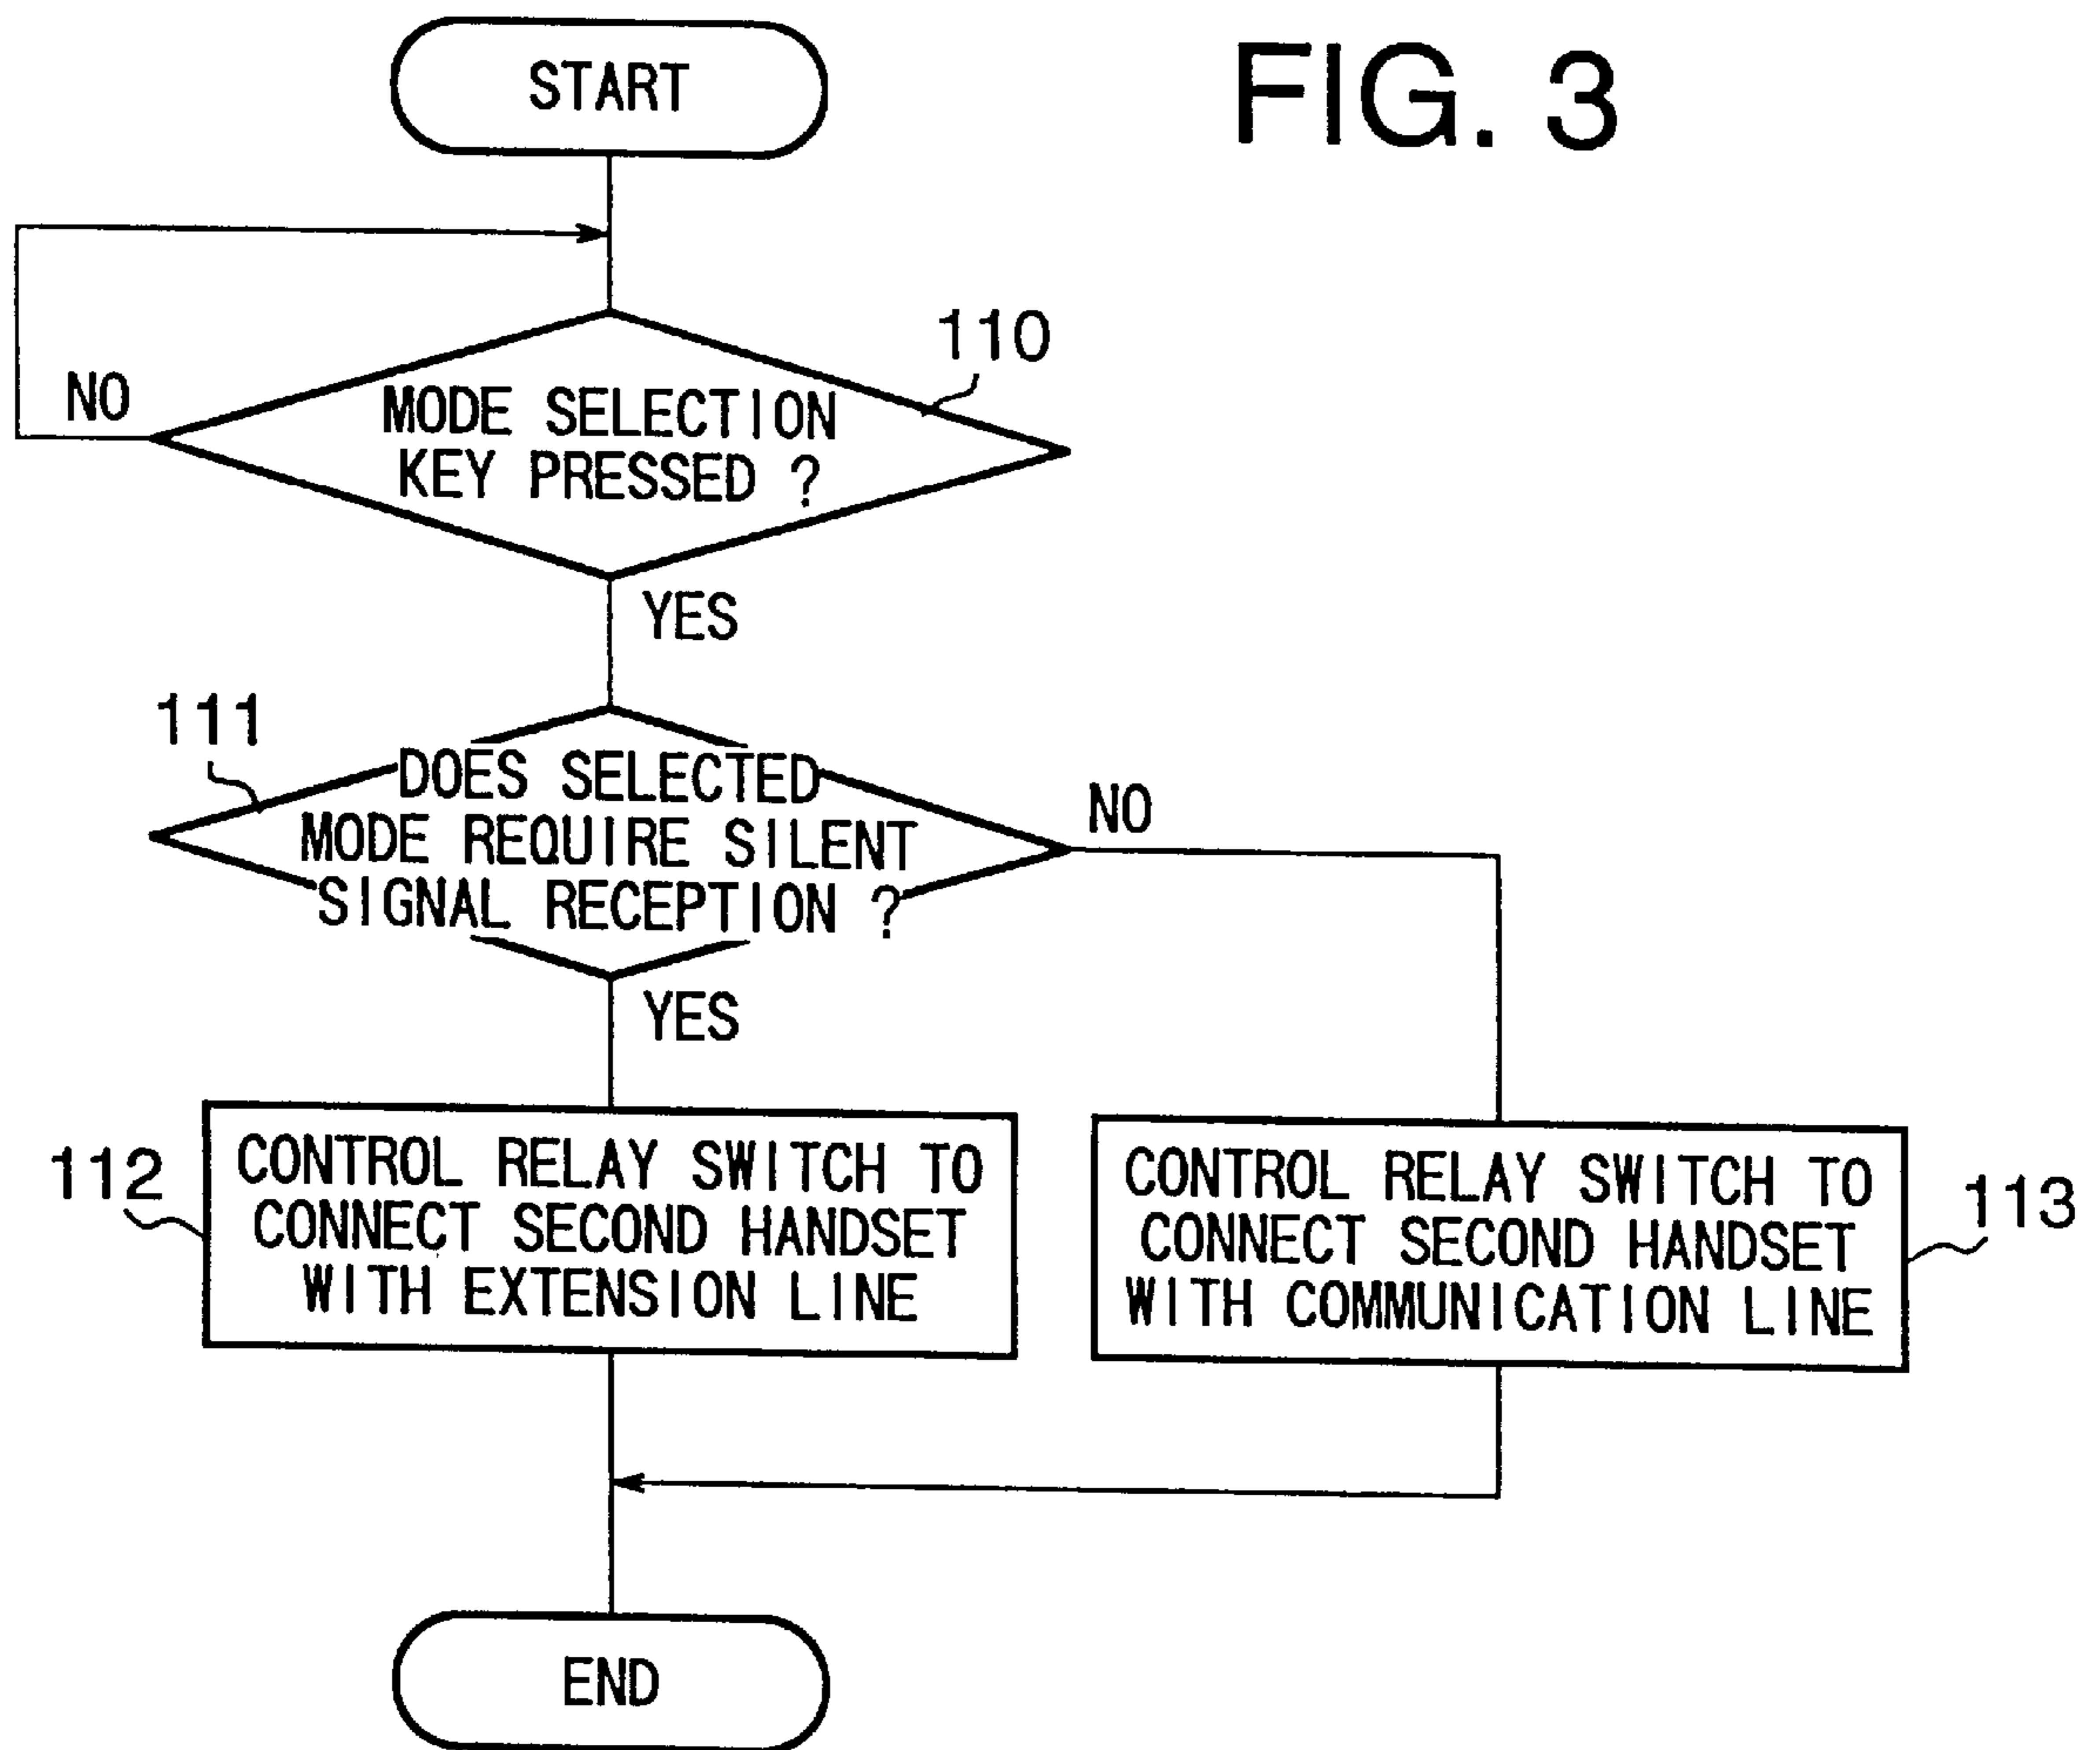 START
FIG. 3
110
NO
MODE SELECTION
KEY PRESSED ?
YES
111
DOES SELECTED
MODE REQUIRE SILENT
SIGNAL RECEPTION ?
NO
YES
112
CONTROL RELAY SWITCH TO
CONNECT SECOND HANDSET
WITH EXTENSION LINE
CONTROL RELAY SWITCH TO
CONNECT SECOND HANDSET
WITH COMMUNICATION LINE
113
END